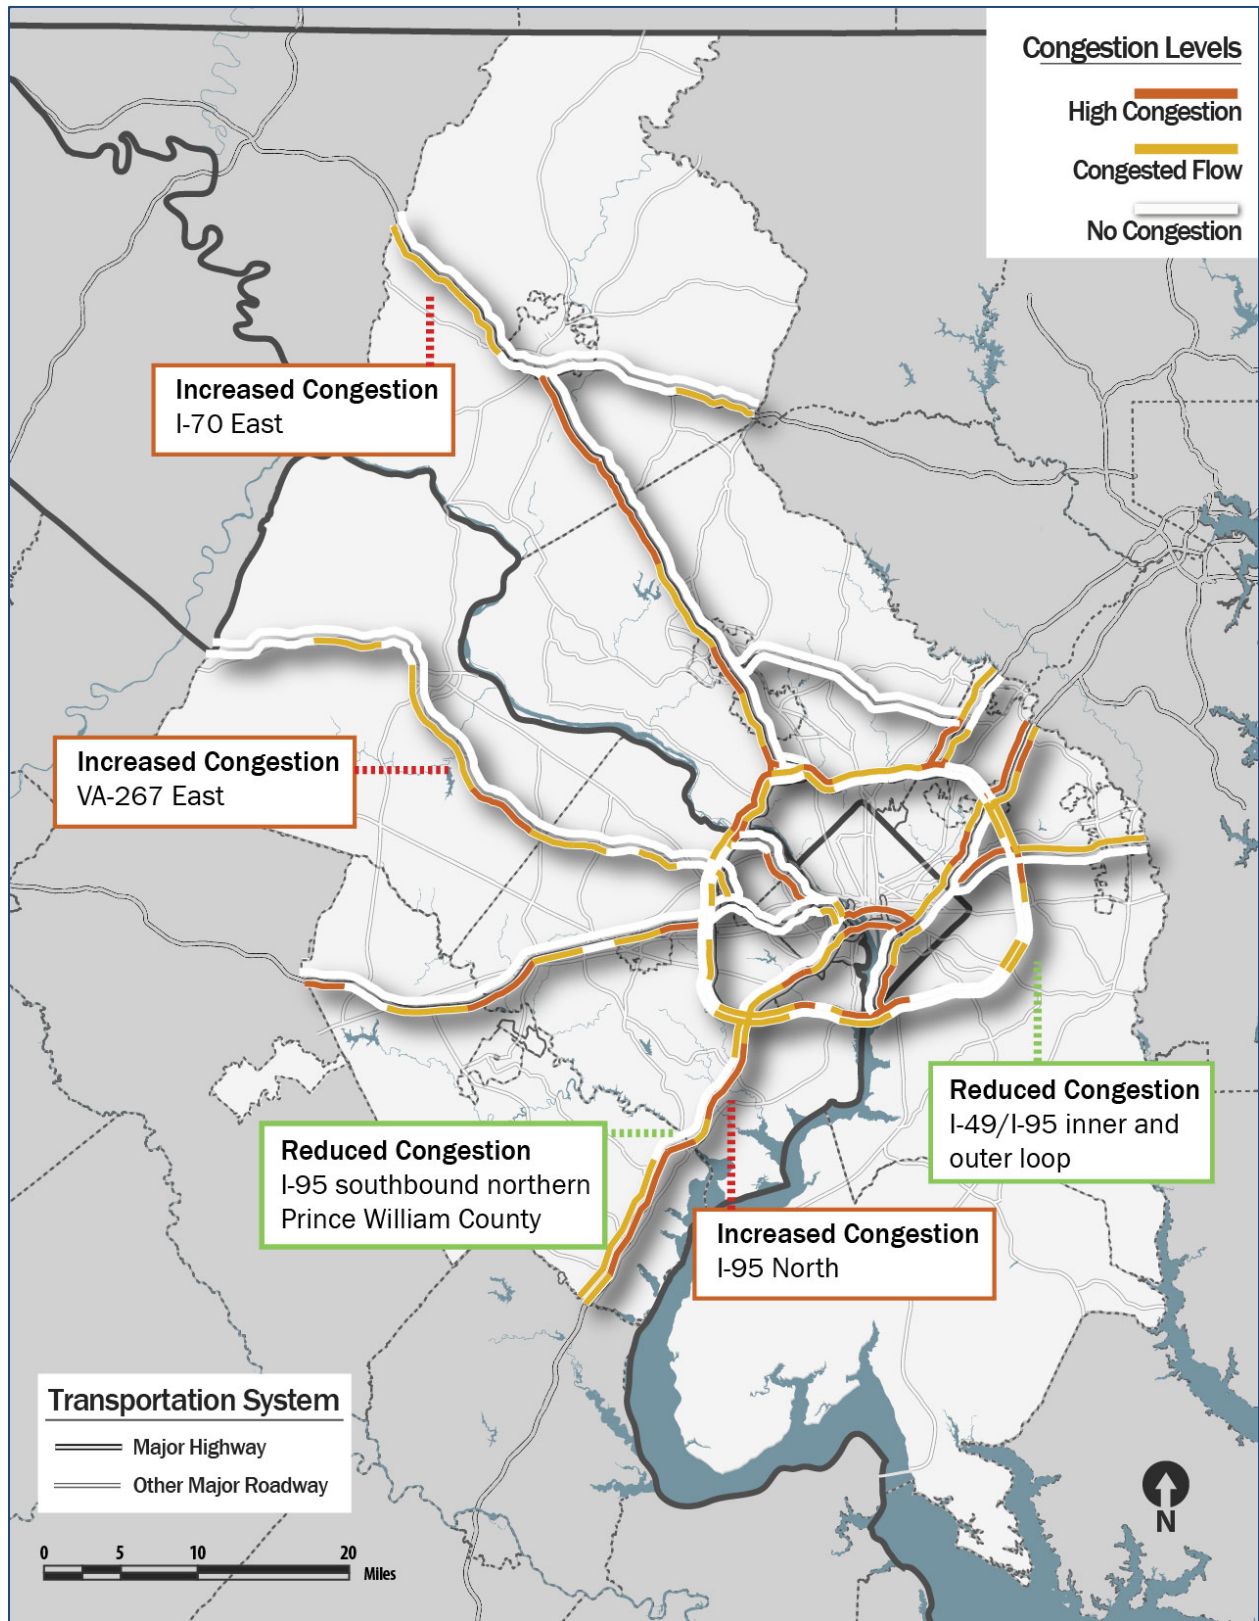 Congestion Levels
High Congestion
Congested Flow
No Congestion
Increased Congestion
I-70 East
Increased Congestion
VA-267 East
Reduced Congestion
I-49/I-95 inner and
outer loop
Reduced Congestion
I-95 southbound northern
Prince William County
Increased Congestion
I-95 North
Transportation System
Major Highway
Other Major Roadway
0 5 10 20
Miles
N